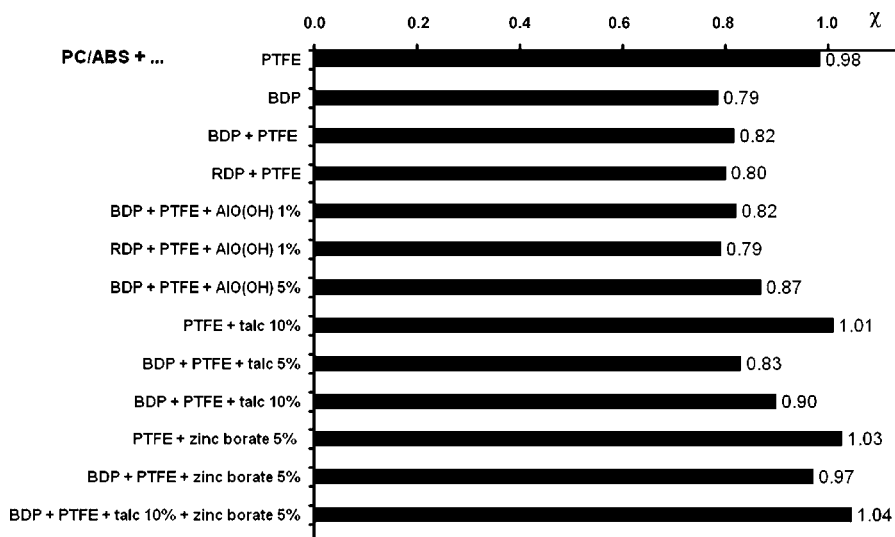 0.0 0.2 0.4 0.6 0.8 1.0 χ
PC/ABS + ... PTFE 0.98
BDP 0.79
BDP + PTFE 0.82
RDP + PTFE 0.80
BDP + PTFE + AlO(OH) 1% 0.82
RDP + PTFE + AlO(OH) 1% 0.79
BDP + PTFE + AlO(OH) 5% 0.87
PTFE + talc 10% 1.01
BDP + PTFE + talc 5% 0.83
BDP + PTFE + talc 10% 0.90
PTFE + zinc borate 5% 1.03
BDP + PTFE + zinc borate 5% 0.97
BDP + PTFE + talc 10% + zinc borate 5% 1.04